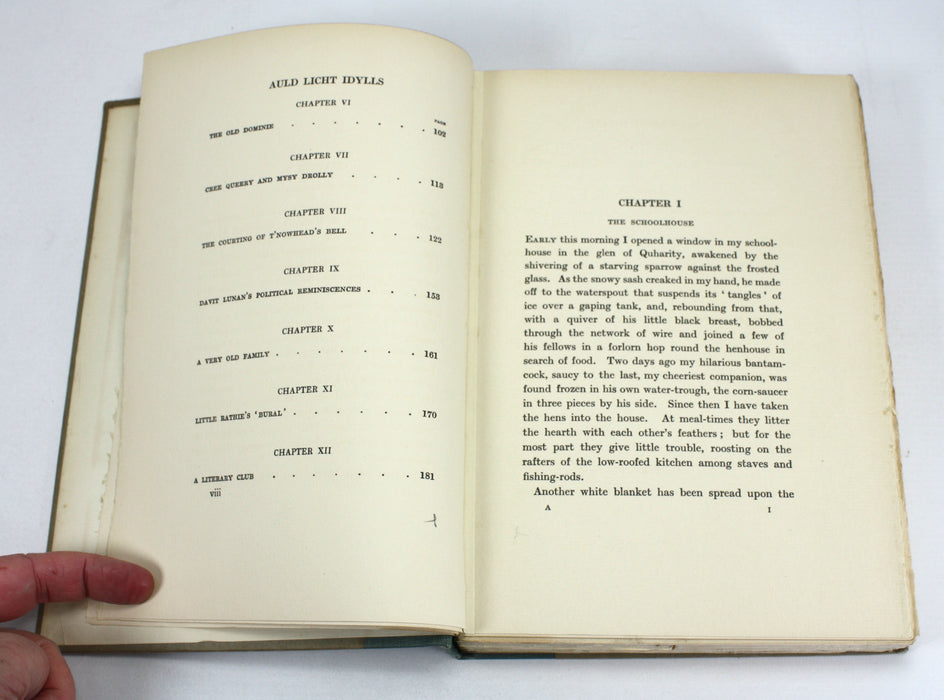 AULD LICHT IDYLLS
CHAPTER VI
PAGE
THE OLD DOMINIE . . . . . . . 102
CHAPTER VII
CREE QUEERY AND MYSY DROLLY . . . . 113
CHAPTER VIII
THE COURTING OF T'NOWHEAD'S BELL . . . 122
CHAPTER IX
DAVIT LUNAN'S POLITICAL REMINISCENCES . . . 153
CHAPTER X
A VERY OLD FAMILY . . . . . . . 161
CHAPTER XI
LITTLE RATHIE'S 'BURAL' . . . . . . 170
CHAPTER XII
A LITERARY CLUB . . . . . . . 181
viii
CHAPTER I
THE SCHOOLHOUSE
EARLY this morning I opened a window in my school-
house in the glen of Quharity, awakened by the
shivering of a starving sparrow against the frosted
glass. As the snowy sash creaked in my hand, he made
off to the waterspout that suspends its 'tangles' of
ice over a gaping tank, and, rebounding from that,
with a quiver of his little black breast, bobbed
through the network of wire and joined a few of
his fellows in a forlorn hop round the henhouse in
search of food. Two days ago my hilarious bantam-
cock, saucy to the last, my cheeriest companion, was
found frozen in his own water-trough, the corn-saucer
in three pieces by his side. Since then I have taken
the hens into the house. At meal-times they litter
the hearth with each other's feathers; but for the
most part they give little trouble, roosting on the
rafters of the low-roofed kitchen among staves and
fishing-rods.
Another white blanket has been spread upon the
A 1